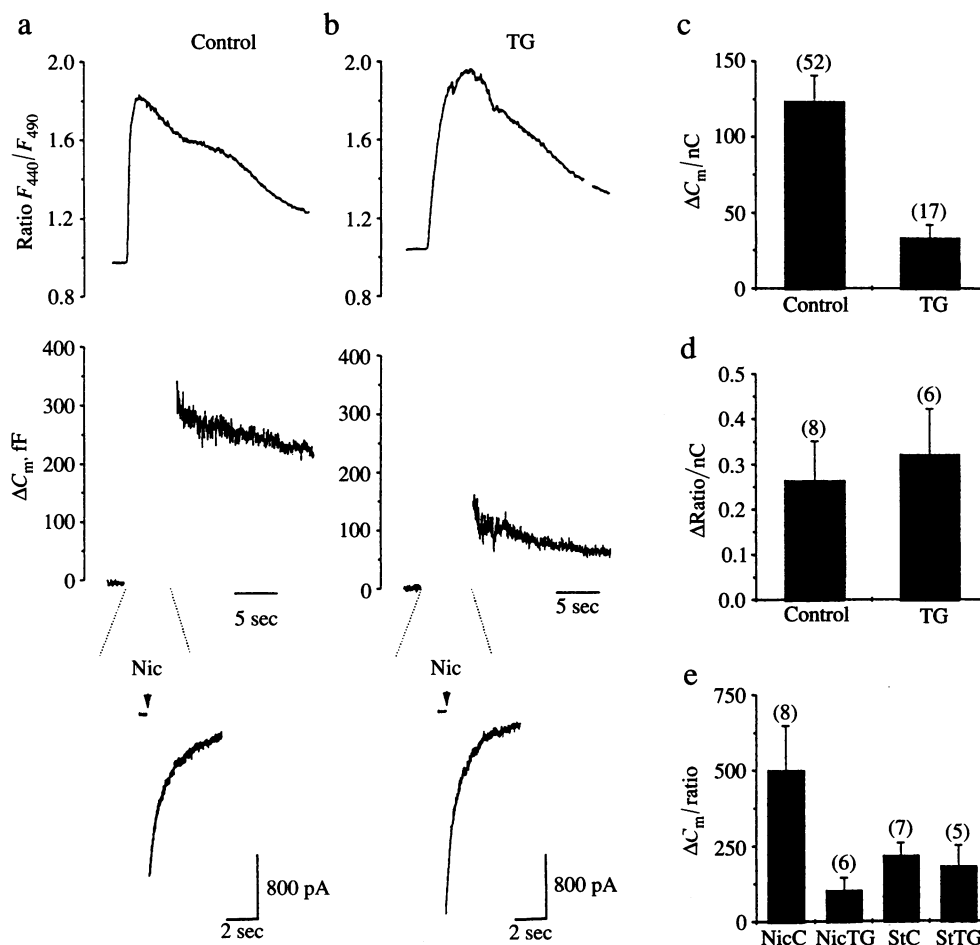 a
Control
Ratio F440/F490
2.0
1.6
1.2
0.8
ΔCm, fF
400
300
200
100
0
5 sec
Nic
800 pA
2 sec
b
TG
2.0
1.6
1.2
0.8
400
300
200
100
0
5 sec
Nic
800 pA
2 sec
c
ΔCm/nC
150
100
50
0
(52)
(17)
Control
TG
d
ΔRatio/nC
0.5
0.4
0.3
0.2
0.1
0.0
(8)
(6)
Control
TG
e
ΔCm/ratio
750
500
250
0
(8)
(6)
(7)
(5)
NicC
NicTG
StC
StTG